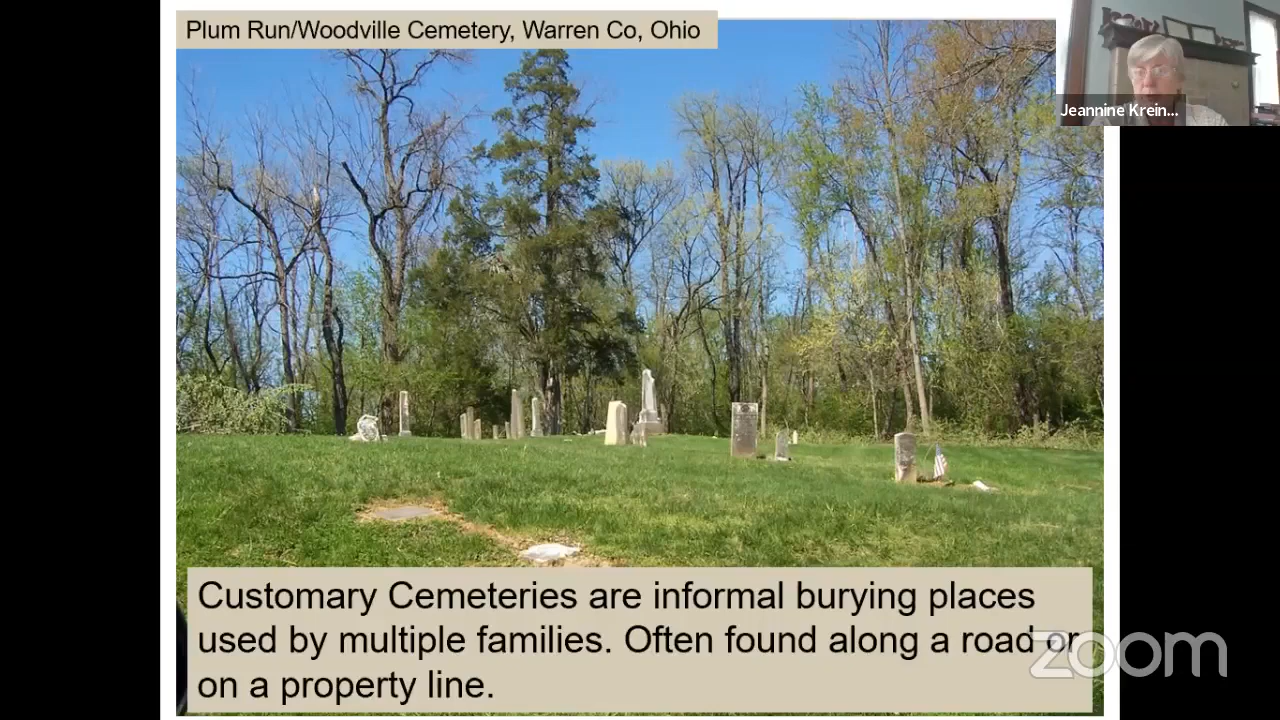 Plum Run/Woodville Cemetery, Warren Co, Ohio
Jeannine Krein...
Customary Cemeteries are informal burying places
used by multiple families. Often found along a road or
on a property line.
zoom